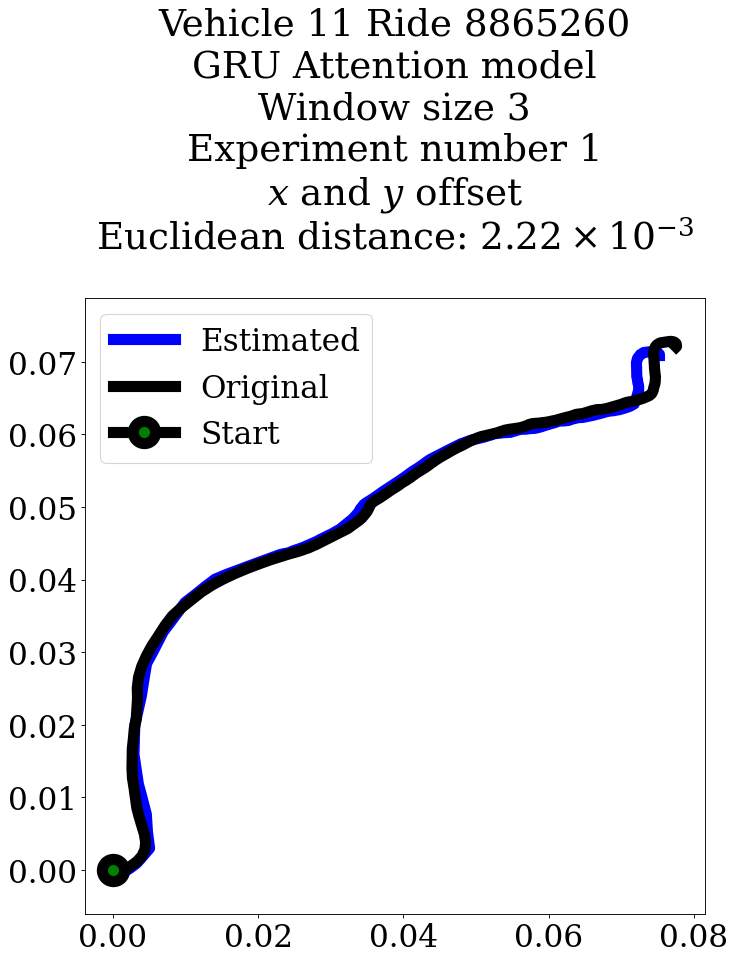 Vehicle 11 Ride 8865260
GRU Attention model
Window size 3
Experiment number 1
x and y offset
Euclidean distance: 2.22 × 10⁻³
Estimated
Original
Start
0.07
0.06
0.05
0.04
0.03
0.02
0.01
0.00
0.00 0.02 0.04 0.06 0.08